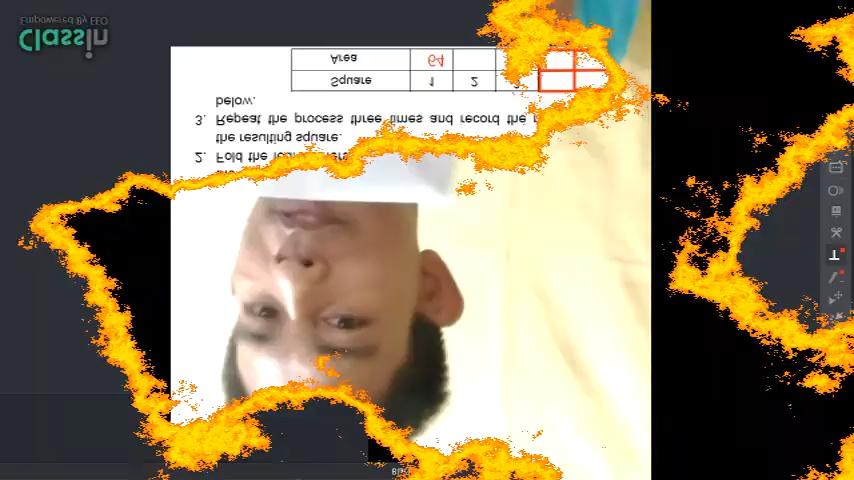 2. Fold the
the resulting square.
3. Repeat the process three times and record the
below.
Square 1 2
Area 64
ClassIn
Empowered By EEO